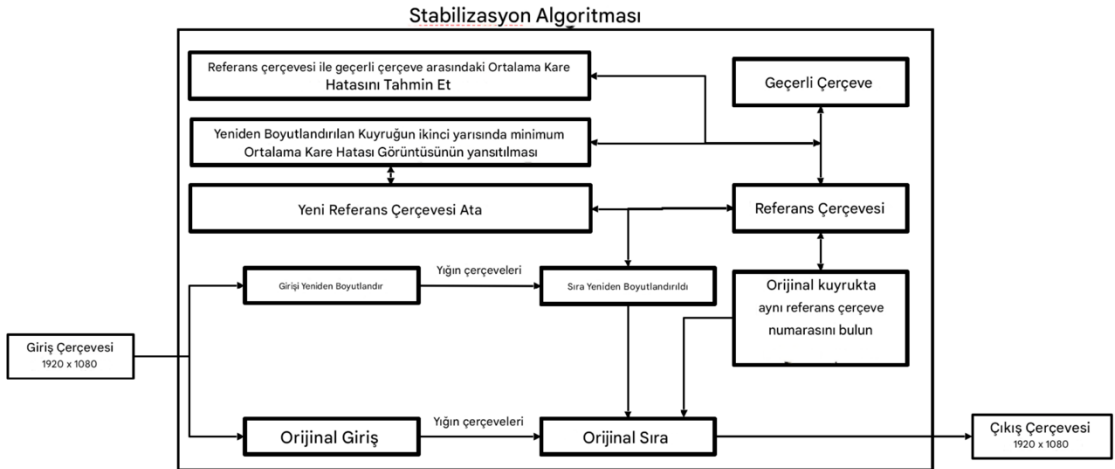 Stabilizasyon Algoritması
Referans çerçevesi ile geçerli çerçeve arasındaki Ortalama Kare
Hatasını Tahmin Et
Geçerli Çerçeve
Yeniden Boyutlandırılan Kuyruğun ikinci yarısında minimum
Ortalama Kare Hatası Görüntüsünün yansıtılması
Yeni Referans Çerçevesi Ata
Referans Çerçevesi
Girişi Yeniden Boyutlandır
Yığın çerçeveleri
Sıra Yeniden Boyutlandırıldı
Orijinal kuyrukta
aynı referans çerçeve
numarasını bulun
Giriş Çerçevesi
1920 x 1080
Orijinal Giriş
Yığın çerçeveleri
Orijinal Sıra
Çıkış Çerçevesi
1920 x 1080